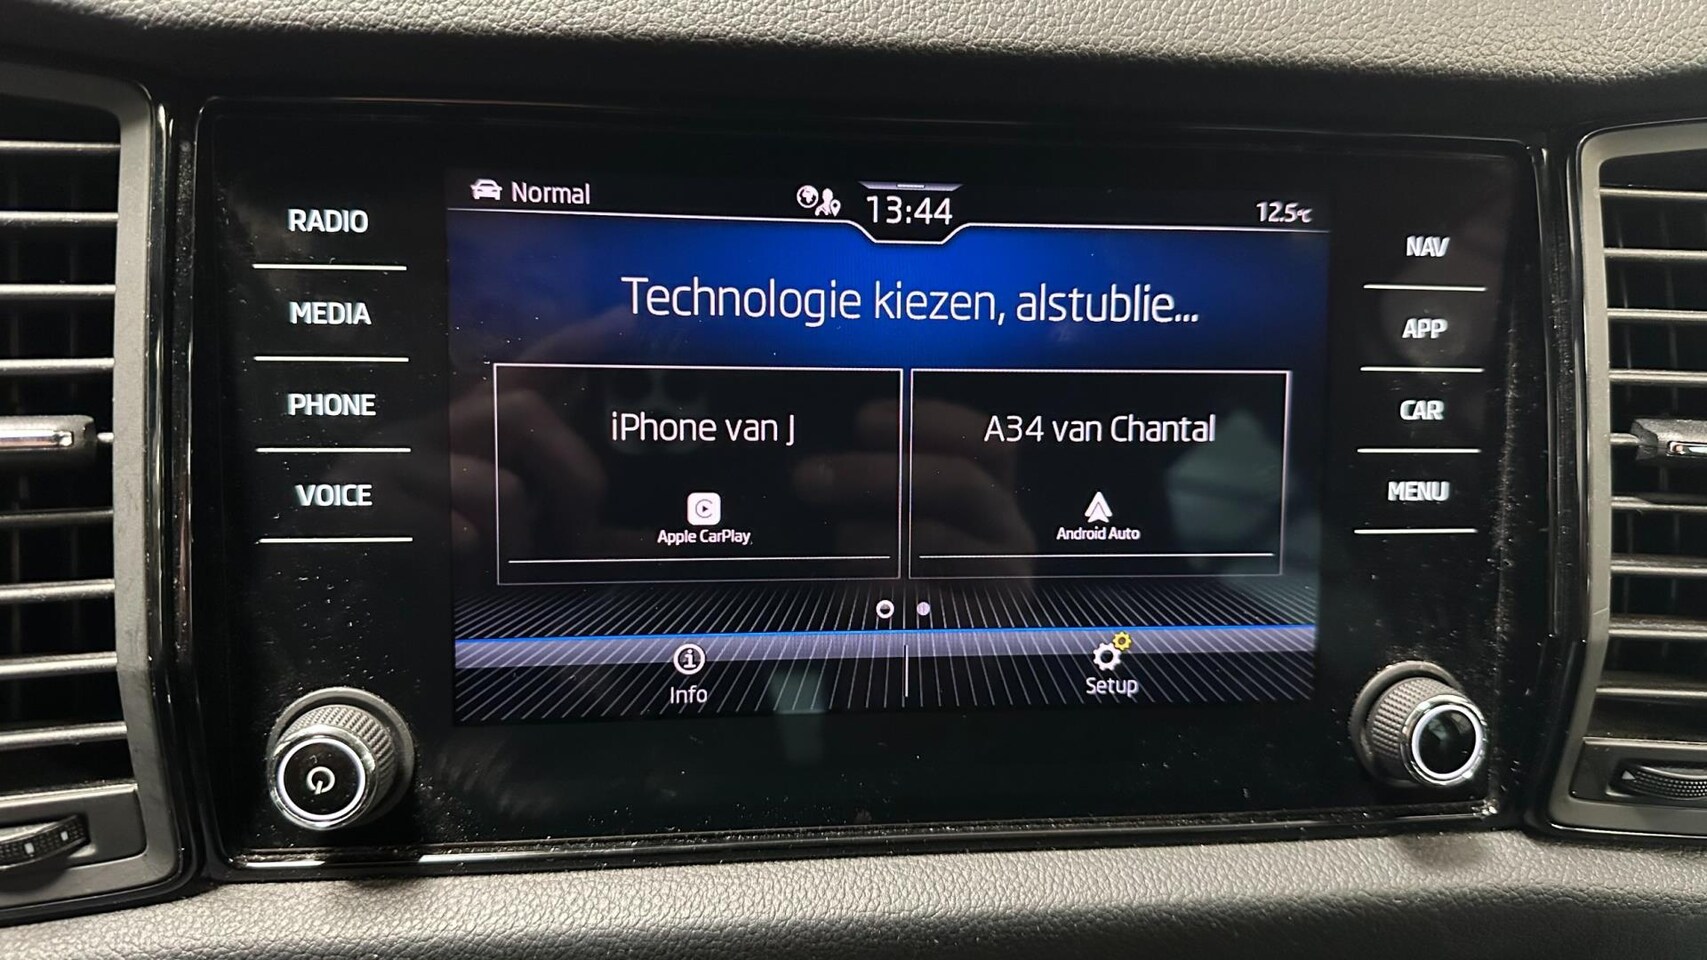 RADIO
MEDIA
PHONE
VOICE
Normal
13:44
12.5°C
Technologie kiezen, alstublie...
iPhone van J
Apple CarPlay
A34 van Chantal
Android Auto
Info
Setup
NAV
APP
CAR
MENU